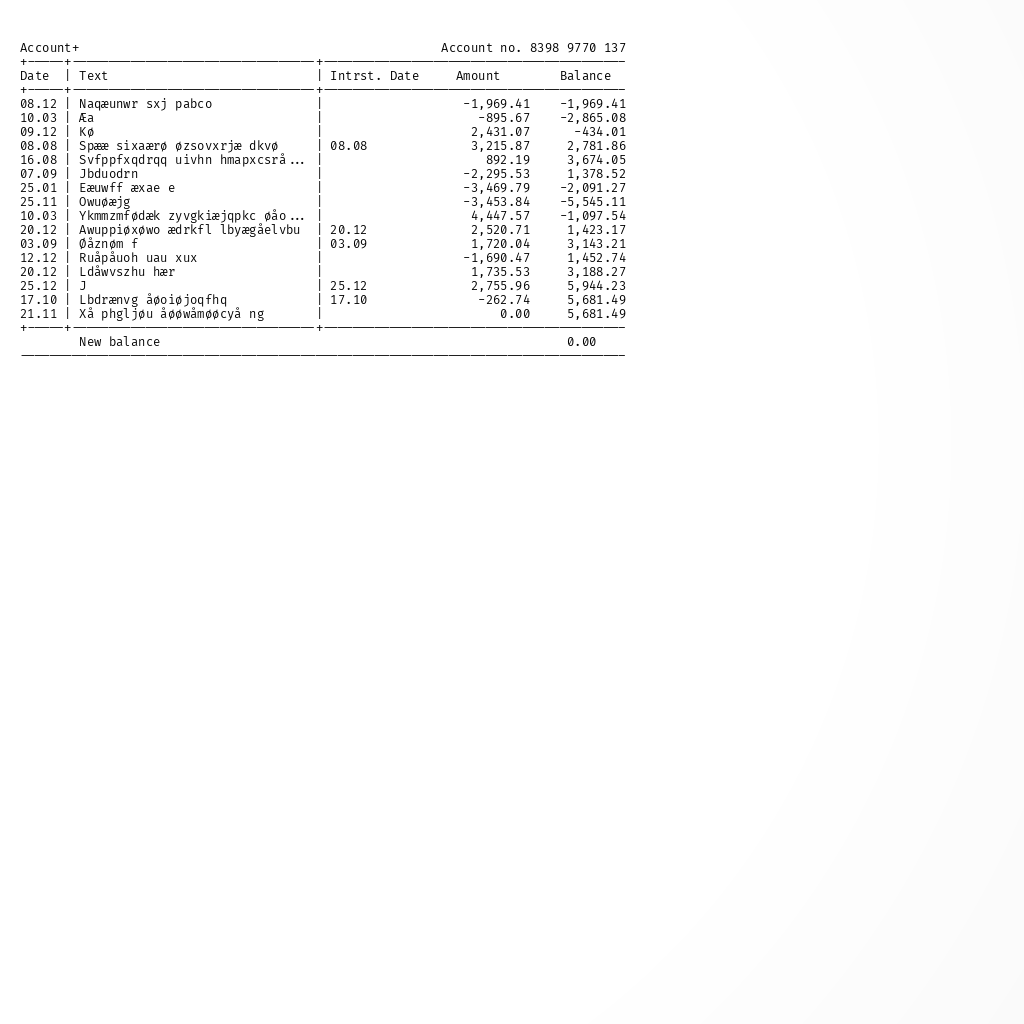 Account+ Account no. 8398 9770 137
Date | Text | Intrst. Date Amount Balance
08.12 | Naqæunwr sxj pabco | -1,969.41 -1,969.41
10.03 | Æa | -895.67 -2,865.08
09.12 | Kø | 2,431.07 -434.01
08.08 | Spææ sixaærø øzsovxrjæ dkvø | 08.08 3,215.87 2,781.86
16.08 | Svfppfxqdrqq uivhn hmapxcsrå... | 892.19 3,674.05
07.09 | Jbduodrn | -2,295.53 1,378.52
25.01 | Eæuwff æxae e | -3,469.79 -2,091.27
25.11 | Owuøæjg | -3,453.84 -5,545.11
10.03 | Ykmmzmfødæk zyvgkiæjqpkc øåo... | 4,447.57 -1,097.54
20.12 | Awuppiøxøwo ædrkfl lbyægåelvbu | 20.12 2,520.71 1,423.17
03.09 | Øåznøm f | 03.09 1,720.04 3,143.21
12.12 | Ruåpåuoh uau xux | -1,690.47 1,452.74
20.12 | Ldåwvszhu hær | 1,735.53 3,188.27
25.12 | J | 25.12 2,755.96 5,944.23
17.10 | Lbdrænvg åøoiøjoqfhq | 17.10 -262.74 5,681.49
21.11 | Xå phgljøu åøøwåmøøcyå ng | 0.00 5,681.49
New balance 0.00